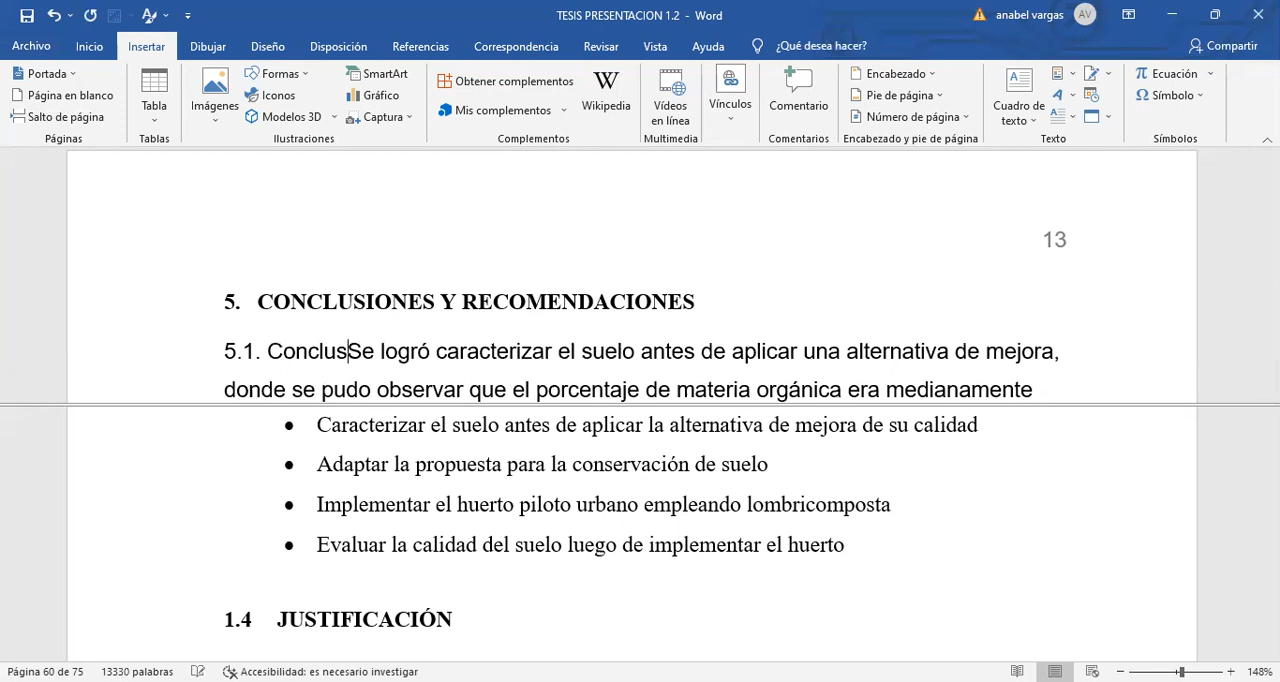 TESIS PRESENTACION 1.2 - Word
anabel vargas
AV
Archivo
Inicio
Insertar
Dibujar
Diseño
Disposición
Referencias
Correspondencia
Revisar
Vista
Ayuda
¿Qué desea hacer?
Compartir
Portada
Página en blanco
Salto de página
Páginas
Tabla
Tablas
Imágenes
Formas
Iconos
Modelos 3D
SmartArt
Gráfico
Captura
Ilustraciones
Obtener complementos
Mis complementos
W
Wikipedia
Complementos
Vídeos
en línea
Multimedia
Vínculos
Comentario
Comentarios
Encabezado
Pie de página
Número de página
Encabezado y pie de página
Cuadro de
texto
Texto
Ecuación
Símbolo
Símbolos
13
5. CONCLUSIONES Y RECOMENDACIONES
5.1. ConclusSe logró caracterizar el suelo antes de aplicar una alternativa de mejora,
donde se pudo observar que el porcentaje de materia orgánica era medianamente
• Caracterizar el suelo antes de aplicar la alternativa de mejora de su calidad
• Adaptar la propuesta para la conservación de suelo
• Implementar el huerto piloto urbano empleando lombricomposta
• Evaluar la calidad del suelo luego de implementar el huerto
1.4 JUSTIFICACIÓN
Página 60 de 75
13330 palabras
Accesibilidad: es necesario investigar
148%